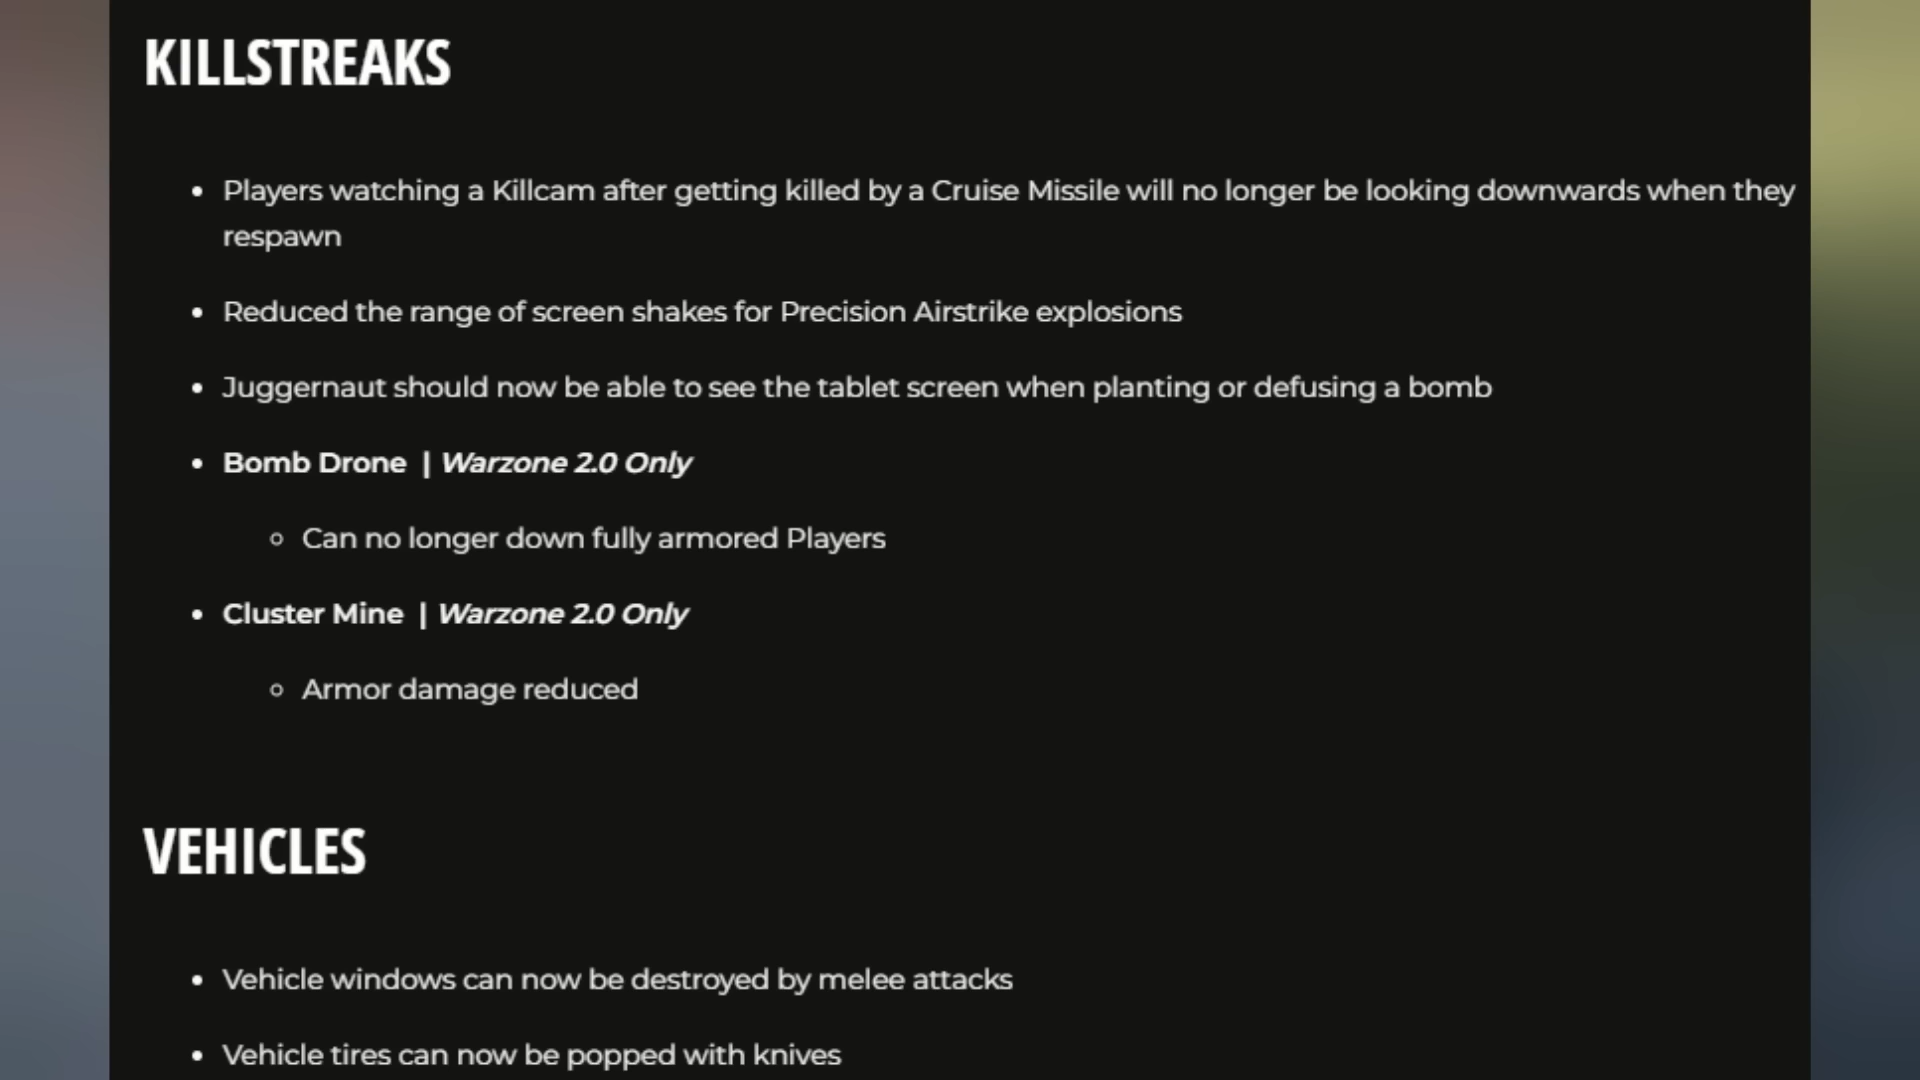 KILLSTREAKS
• Players watching a Killcam after getting killed by a Cruise Missile will no longer be looking downwards when they
respawn
• Reduced the range of screen shakes for Precision Airstrike explosions
• Juggernaut should now be able to see the tablet screen when planting or defusing a bomb
• Bomb Drone | Warzone 2.0 Only
◦ Can no longer down fully armored Players
• Cluster Mine | Warzone 2.0 Only
◦ Armor damage reduced
VEHICLES
• Vehicle windows can now be destroyed by melee attacks
• Vehicle tires can now be popped with knives